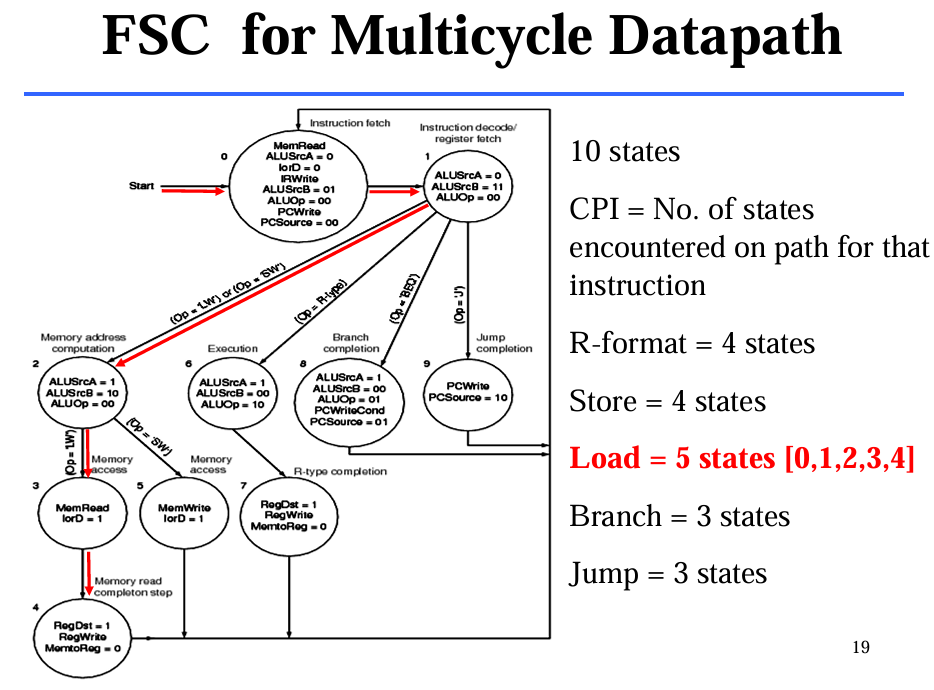 FSC for Multicycle Datapath
Instruction fetch
Instruction decode/
register fetch
0
MemRead
ALUSrcA = 0
IorD = 0
IRWrite
ALUSrcB = 01
ALUOp = 00
PCWrite
PCSource = 00
1
ALUSrcA = 0
ALUSrcB = 11
ALUOp = 00
Start
(Op = 'LW') or (Op = 'SW')
(Op = R-type)
(Op = 'BEQ')
(Op = 'J')
Memory address
computation
2
ALUSrcA = 1
ALUSrcB = 10
ALUOp = 00
Execution
6
ALUSrcA = 1
ALUSrcB = 00
ALUOp = 10
Branch
completion
8
ALUSrcA = 1
ALUSrcB = 00
ALUOp = 01
PCWriteCond
PCSource = 01
Jump
completion
9
PCWrite
PCSource = 10
(Op = 'LW')
(Op = 'SW')
Memory
access
3
MemRead
IorD = 1
Memory
access
5
MemWrite
IorD = 1
R-type completion
7
RegDst = 1
RegWrite
MemtoReg = 0
Memory read
completon step
4
RegDst = 1
RegWrite
MemtoReg = 0
10 states
CPI = No. of states
encountered on path for that
instruction
R-format = 4 states
Store = 4 states
Load = 5 states [0,1,2,3,4]
Branch = 3 states
Jump = 3 states
19